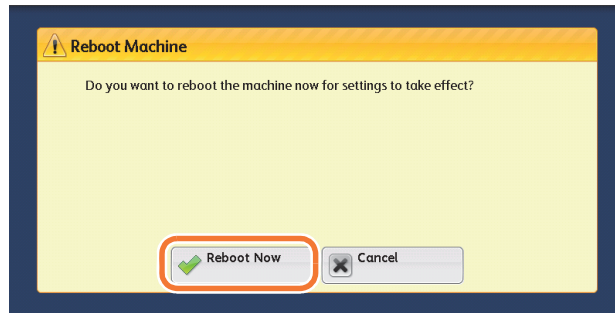 Reboot Machine
Do you want to reboot the machine now for settings to take effect?
Reboot Now
Cancel